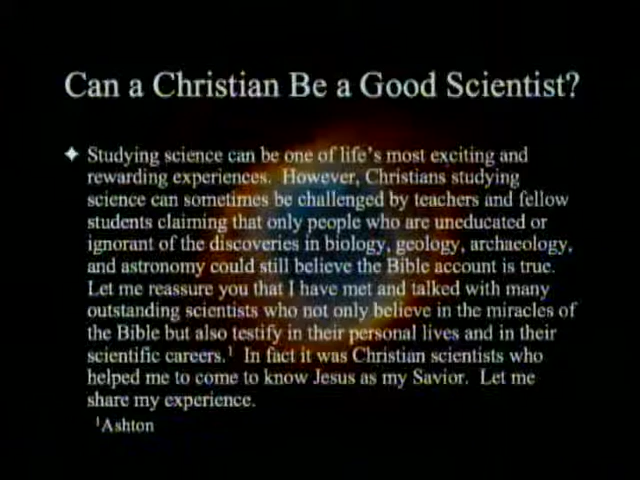 Can a Christian Be a Good Scientist?
✦ Studying science can be one of life's most exciting and
rewarding experiences. However, Christians studying
science can sometimes be challenged by teachers and fellow
students claiming that only people who are uneducated or
ignorant of the discoveries in biology, geology, archaeology,
and astronomy could still believe the Bible account is true.
Let me reassure you that I have met and talked with many
outstanding scientists who not only believe in the miracles of
the Bible but also testify in their personal lives and in their
scientific careers.¹ In fact it was Christian scientists who
helped me to come to know Jesus as my Savior. Let me
share my experience.
¹Ashton